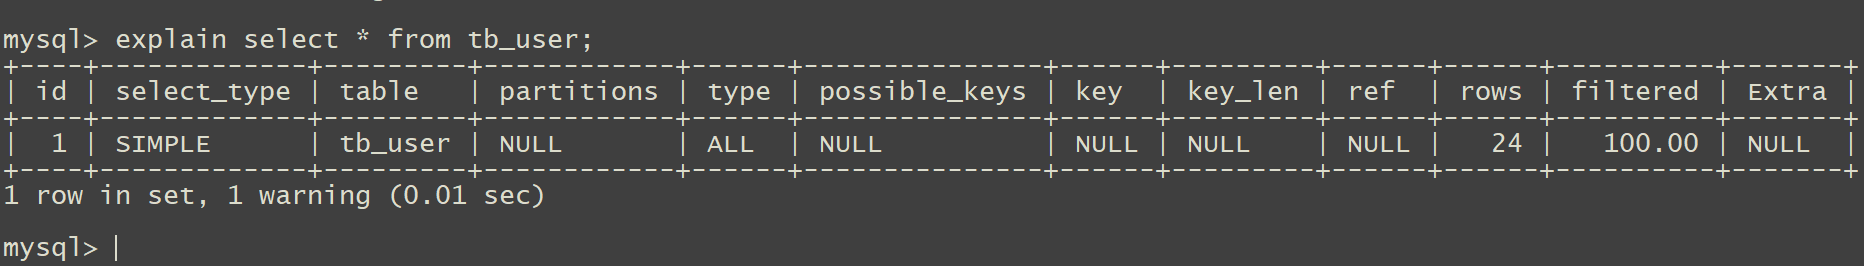 mysql> explain select * from tb_user;
+----+-------------+---------+------------+------+---------------+------+---------+------+------+----------+-------+
| id | select_type | table   | partitions | type | possible_keys | key  | key_len | ref  | rows | filtered | Extra |
+----+-------------+---------+------------+------+---------------+------+---------+------+------+----------+-------+
|  1 | SIMPLE      | tb_user | NULL       | ALL  | NULL          | NULL | NULL    | NULL |   24 |   100.00 | NULL  |
+----+-------------+---------+------------+------+---------------+------+---------+------+------+----------+-------+
1 row in set, 1 warning (0.01 sec)
mysql>